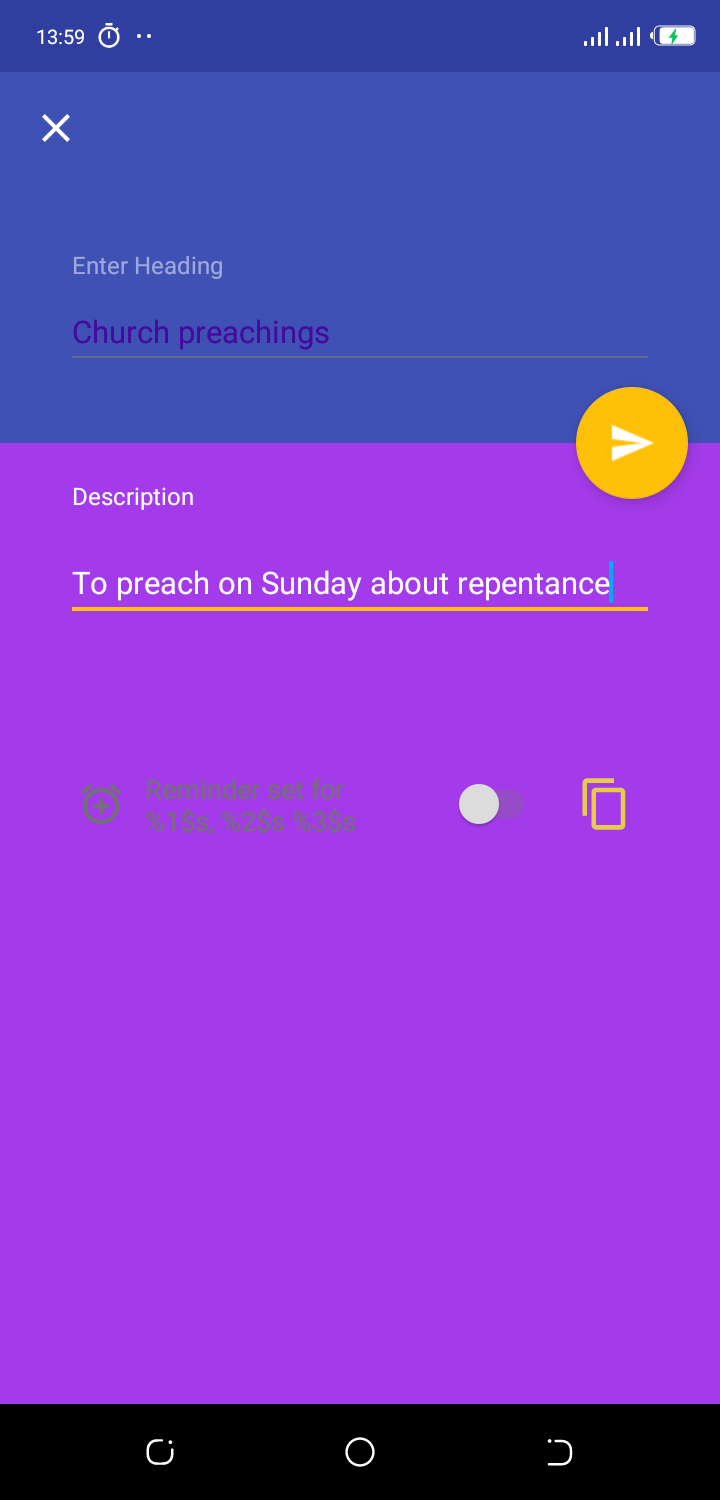 13:59
Enter Heading
Church preachings
Description
To preach on Sunday about repentance
Reminder set for
%1$s, %2$s %3$s